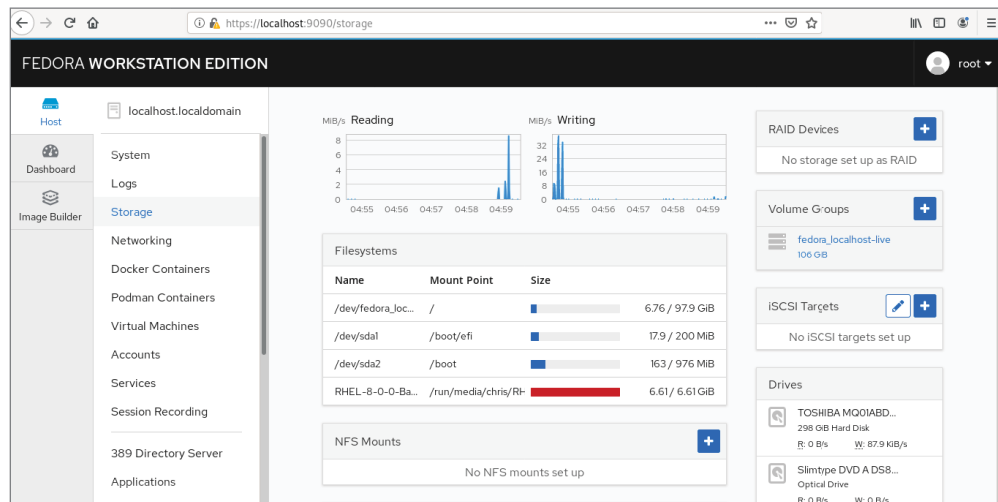 https://localhost:9090/storage
FEDORA WORKSTATION EDITION
root
Host
Dashboard
Image Builder
localhost.localdomain
System
Logs
Storage
Networking
Docker Containers
Podman Containers
Virtual Machines
Accounts
Services
Session Recording
389 Directory Server
Applications
MiB/s Reading
8
6
4
2
0
04:55 04:56 04:57 04:58 04:59
MiB/s Writing
32
24
16
8
0
04:55 04:56 04:57 04:58 04:59
Filesystems
Name Mount Point Size
/dev/fedora_loc... / 6.76 / 97.9 GiB
/dev/sda1 /boot/efi 17.9 / 200 MiB
/dev/sda2 /boot 163 / 976 MiB
RHEL-8-0-0-Ba... /run/media/chris/RH 6.61 / 6.61 GiB
NFS Mounts
No NFS mounts set up
RAID Devices
No storage set up as RAID
Volume Groups
fedora_localhost-live
106 GB
iSCSI Targets
No iSCSI targets set up
Drives
TOSHIBA MQ01ABD...
298 GiB Hard Disk
R: 0 B/s W: 87.9 KiB/s
Slimtype DVD A DS8...
Optical Drive
R: 0 B/s W: 0 B/s